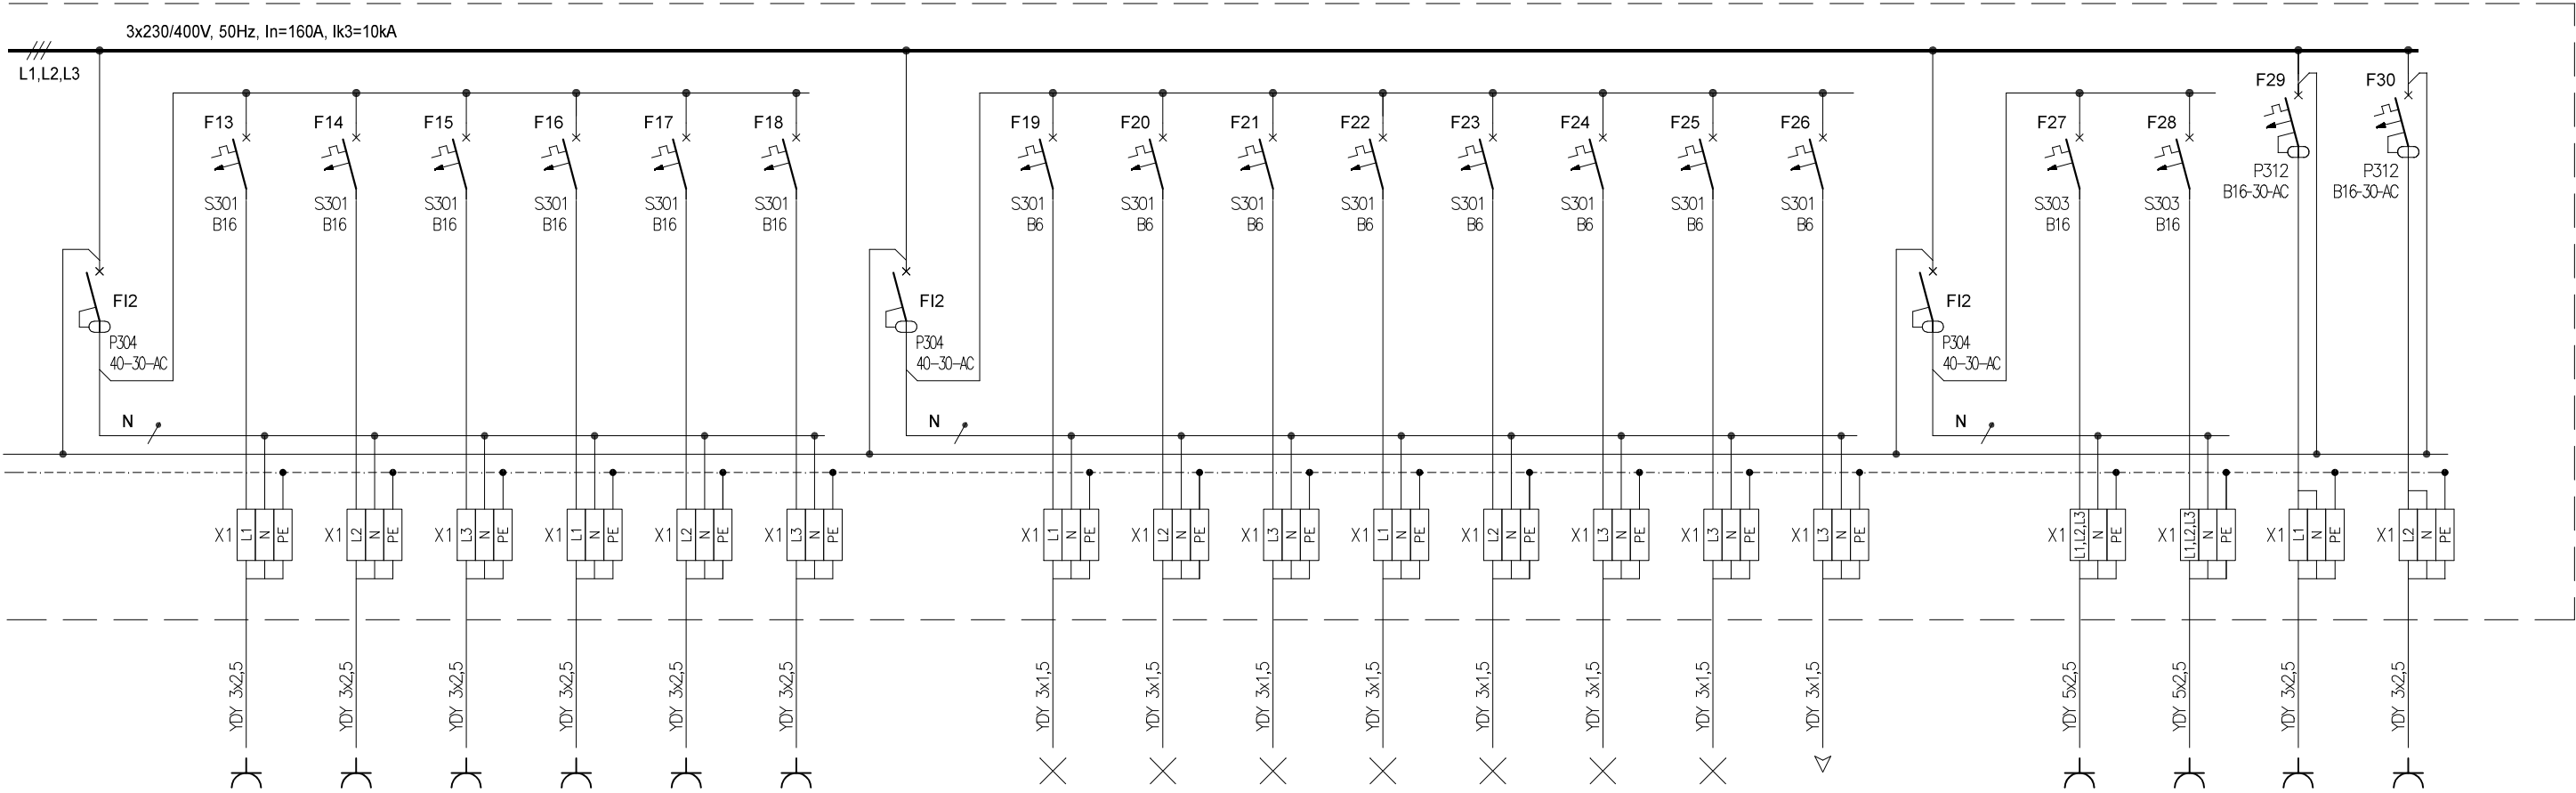 3x230/400V, 50Hz, In=160A, Ik3=10kA
L1,L2,L3
F29
F30
F13
F14
F15
F16
F17
F18
F19
F20
F21
F22
F23
F24
F25
F26
F27
F28
P312
B16-30-AC
P312
B16-30-AC
S301
B16
S301
B16
S301
B16
S301
B16
S301
B16
S301
B16
S301
B6
S301
B6
S301
B6
S301
B6
S301
B6
S301
B6
S301
B6
S301
B6
S303
B16
S303
B16
FI2
P304
40-30-AC
FI2
P304
40-30-AC
FI2
P304
40-30-AC
N
N
N
X1 L1 N PE
X1 L2 N PE
X1 L3 N PE
X1 L1 N PE
X1 L2 N PE
X1 L3 N PE
X1 L1 N PE
X1 L2 N PE
X1 L3 N PE
X1 L1 N PE
X1 L2 N PE
X1 L3 N PE
X1 L3 N PE
X1 L3 N PE
X1 L1,L2,L3 N PE
X1 L1,L2,L3 N PE
X1 L1 N PE
X1 L2 N PE
YDY 3x2,5
YDY 3x2,5
YDY 3x2,5
YDY 3x2,5
YDY 3x2,5
YDY 3x2,5
YDY 3x1,5
YDY 3x1,5
YDY 3x1,5
YDY 3x1,5
YDY 3x1,5
YDY 3x1,5
YDY 3x1,5
YDY 3x1,5
YDY 5x2,5
YDY 5x2,5
YDY 3x2,5
YDY 3x2,5